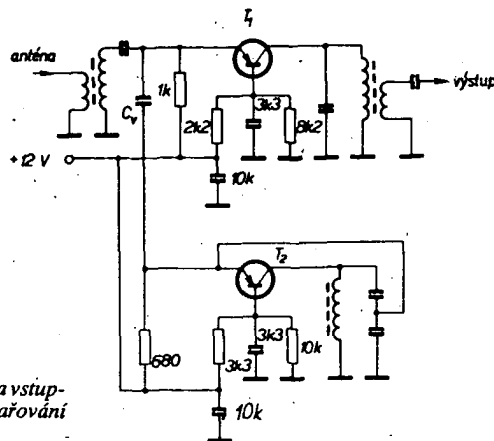 T₁
anténa
výstup
Cᵥ
1k
3k3
2k2
8k2
+12 V
10k
T₂
680
3k3
3k3
10k
10k
a vstup-
ařování